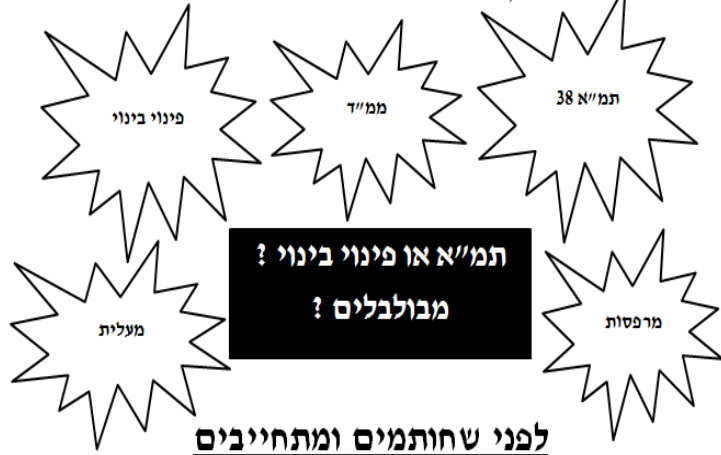 תמ״א 38
ממ״ד
פינוי בינוי
תמ״א או פינוי בינוי ?
מבולבלים ?
מרפסות
מעלית
לפני שחותמים ומתחייבים